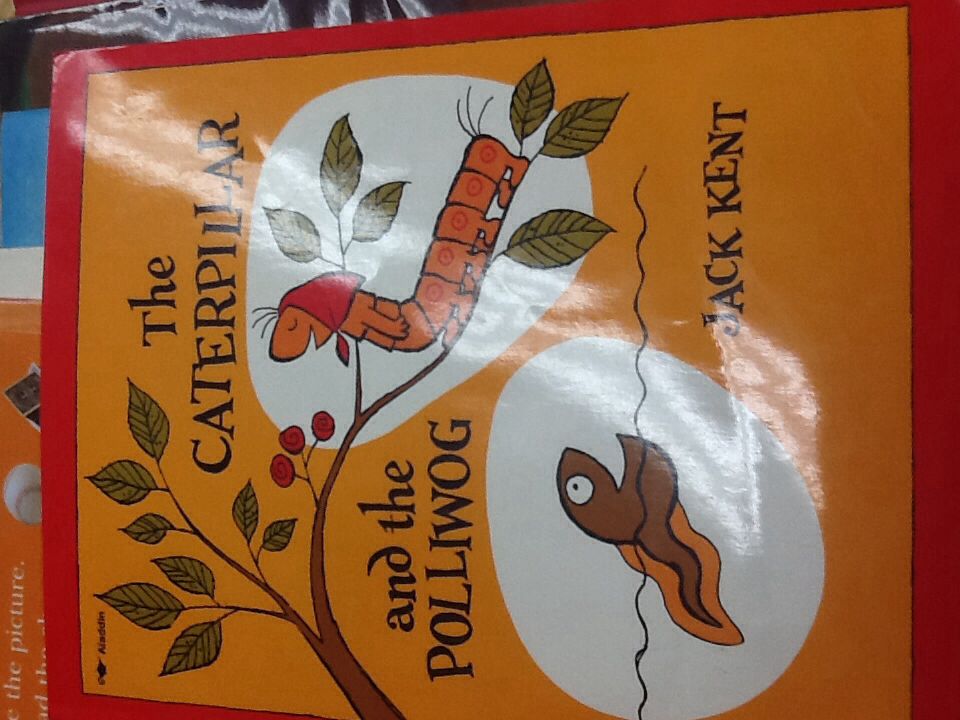 Aladdin
The
CATERPILLAR
and the
POLLIWOG
JACK KENT
e the picture.